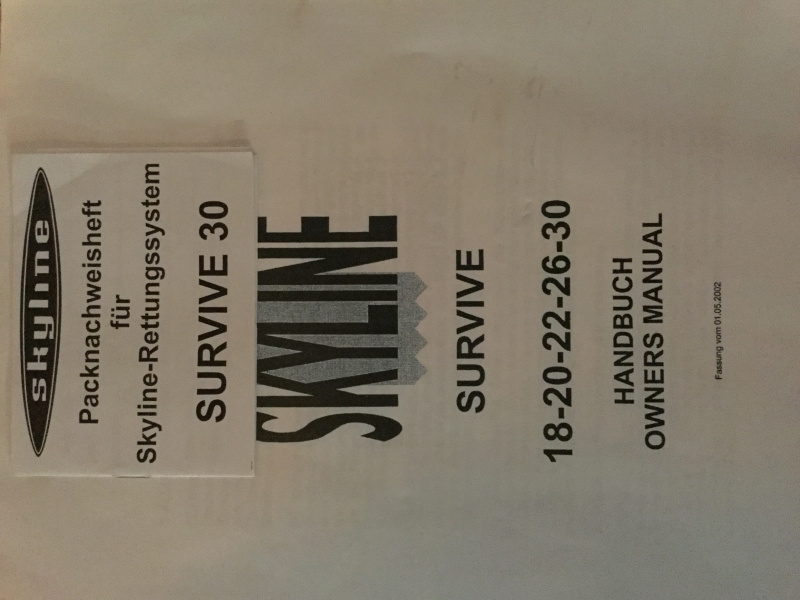 skyline
Packnachweisheft
für
Skyline-Rettungssystem
SURVIVE 30
SKYLINE
SURVIVE
18-20-22-26-30
HANDBUCH
OWNERS MANUAL
Fassung vom 01.05.2002